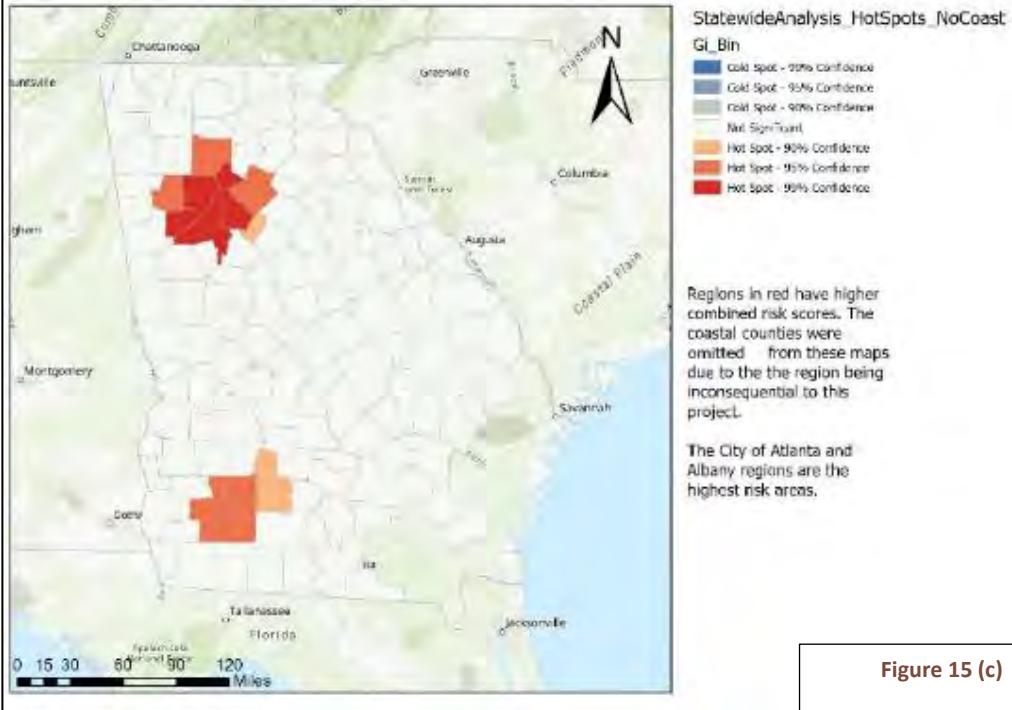 Chattanooga
N
Greenville
Columbia
Augusta
Coastal Plain
Montgomery
Savannah
Tallahassee
Florida
Jacksonville
0 15 30 60 90 120
Miles
StatewideAnalysis_HotSpots_NoCoast
Gi_Bin
Cold Spot - 99% Confidence
Cold Spot - 95% Confidence
Cold Spot - 90% Confidence
Not Significant
Hot Spot - 90% Confidence
Hot Spot - 95% Confidence
Hot Spot - 99% Confidence
Regions in red have higher
combined risk scores. The
coastal counties were
omitted from these maps
due to the the region being
inconsequential to this
project.
The City of Atlanta and
Albany regions are the
highest risk areas.
Figure 15 (c)